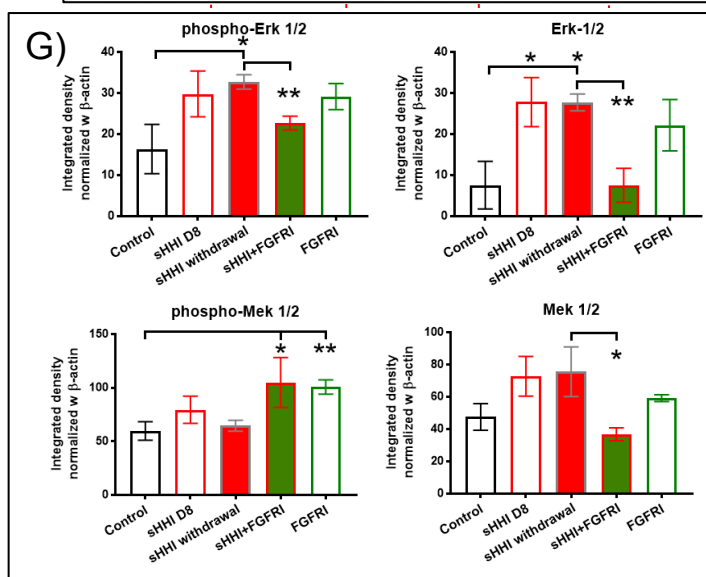 G)
phospho-Erk 1/2
Integrated density
normalized w β-actin
40
30
20
10
0
*
**
Control
sHHI D8
sHHI withdrawal
sHHI+FGFRI
FGFRI
Erk-1/2
Integrated density
normalized w β-actin
40
30
20
10
0
* *
**
Control
sHHI D8
sHHI withdrawal
sHHI+FGFRI
FGFRI
phospho-Mek 1/2
Integrated density
normalized w β-actin
150
100
50
0
* **
Control
sHHI D8
sHHI withdrawal
sHHI+FGFRI
FGFRI
Mek 1/2
Integrated density
normalized w β-actin
100
80
60
40
20
0
*
Control
sHHI D8
sHHI withdrawal
sHHI+FGFRI
FGFRI